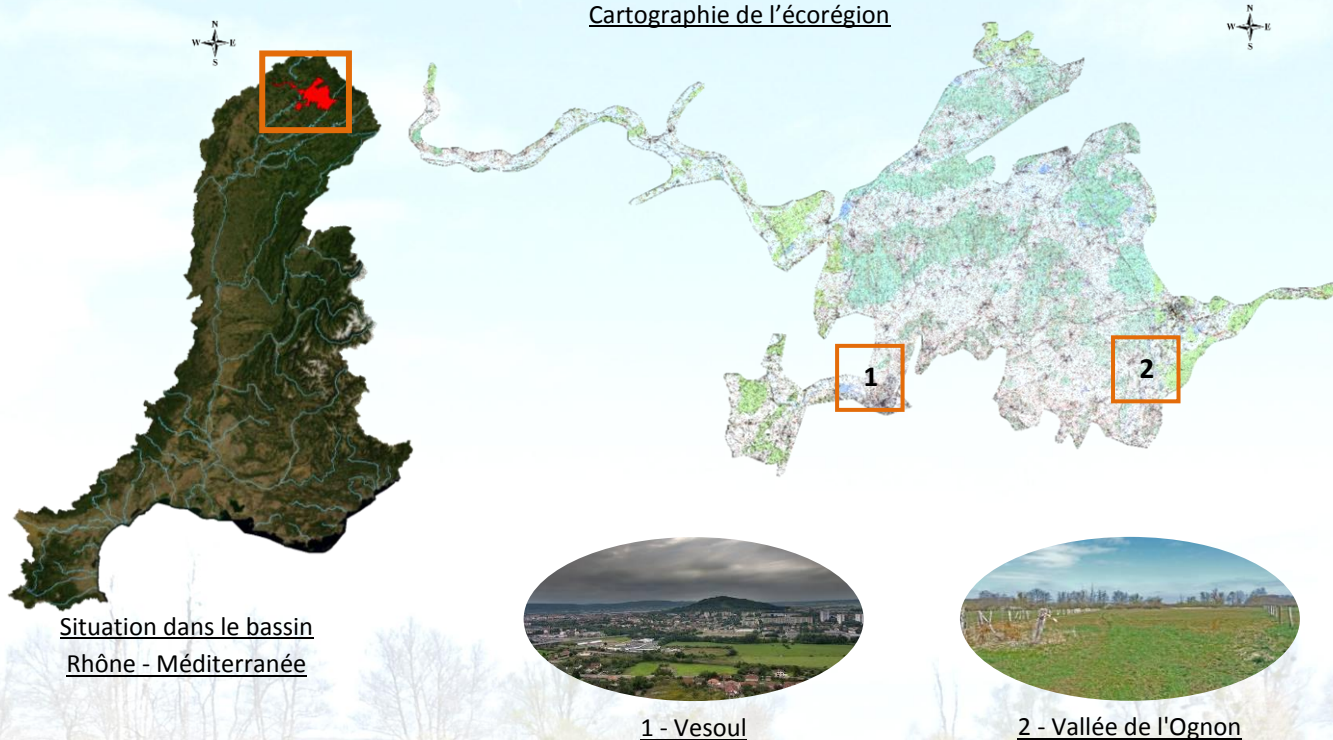 Cartographie de l'écorégion
N
W E
S
N
W E
S
1
2
Situation dans le bassin
Rhône - Méditerranée
1 - Vesoul
2 - Vallée de l'Ognon